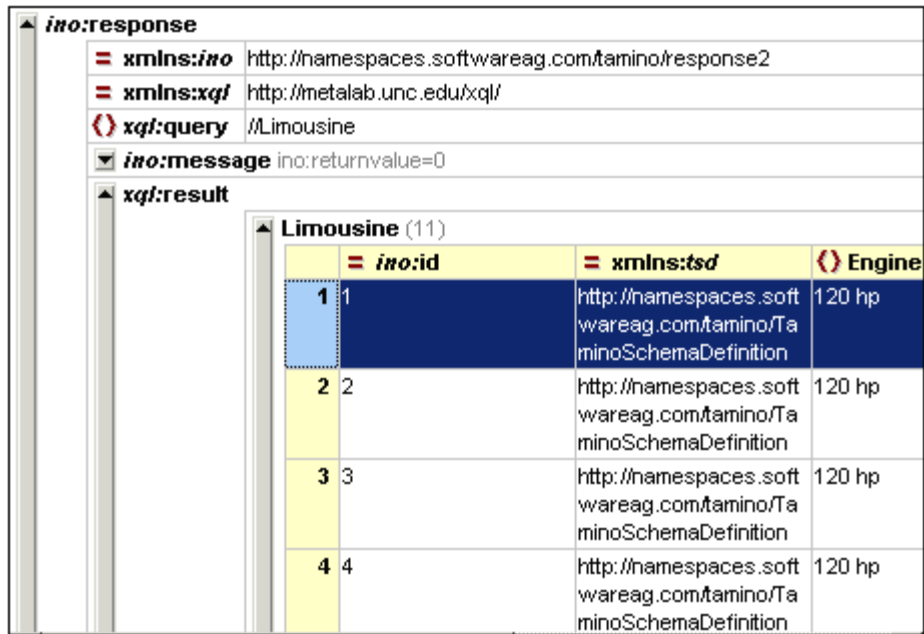 ino:response
= xmlns:ino http://namespaces.softwareag.com/tamino/response2
= xmlns:xql http://metalab.unc.edu/xql/
{} xql:query //Limousine
ino:message ino:returnvalue=0
xql:result
Limousine (11)
= ino:id = xmlns:tsd {} Engine
1 1 http://namespaces.soft 120 hp
wareag.com/tamino/Ta
minoSchemaDefinition
2 2 http://namespaces.soft 120 hp
wareag.com/tamino/Ta
minoSchemaDefinition
3 3 http://namespaces.soft 120 hp
wareag.com/tamino/Ta
minoSchemaDefinition
4 4 http://namespaces.soft 120 hp
wareag.com/tamino/Ta
minoSchemaDefinition